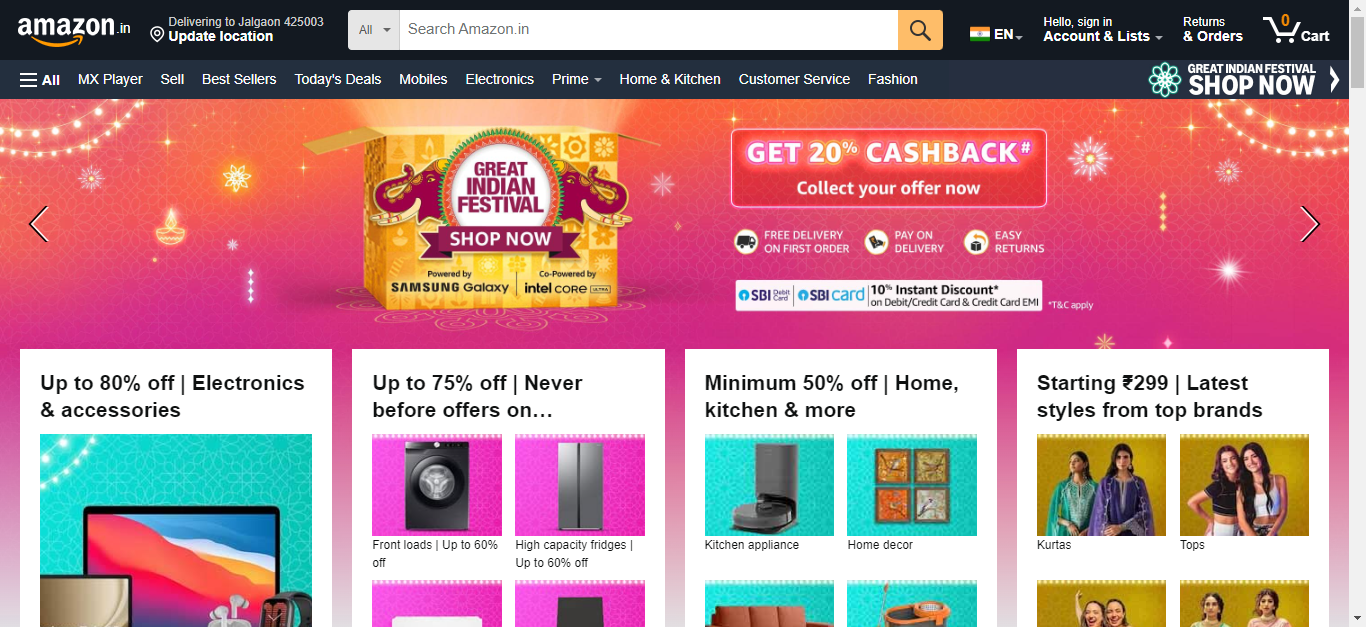 amazon.in
Delivering to Jalgaon 425003
Update location
All
Search Amazon.in
EN
Hello, sign in
Account & Lists
Returns
& Orders
0
Cart
All
MX Player
Sell
Best Sellers
Today's Deals
Mobiles
Electronics
Prime
Home & Kitchen
Customer Service
Fashion
GREAT INDIAN FESTIVAL
SHOP NOW
GREAT
INDIAN
FESTIVAL
SHOP NOW
Powered by
SAMSUNG Galaxy
Co-Powered by
intel CORE ULTRA
GET 20% CASHBACK#
Collect your offer now
FREE DELIVERY
ON FIRST ORDER
PAY ON
DELIVERY
EASY
RETURNS
SBI Debit Card
SBI card
10% Instant Discount*
on Debit/Credit Card & Credit Card EMI
*T&C apply
Up to 80% off | Electronics
& accessories
Up to 75% off | Never
before offers on…
Front loads | Up to 60%
off
High capacity fridges |
Up to 60% off
Minimum 50% off | Home,
kitchen & more
Kitchen appliance
Home decor
Starting ₹299 | Latest
styles from top brands
Kurtas
Tops